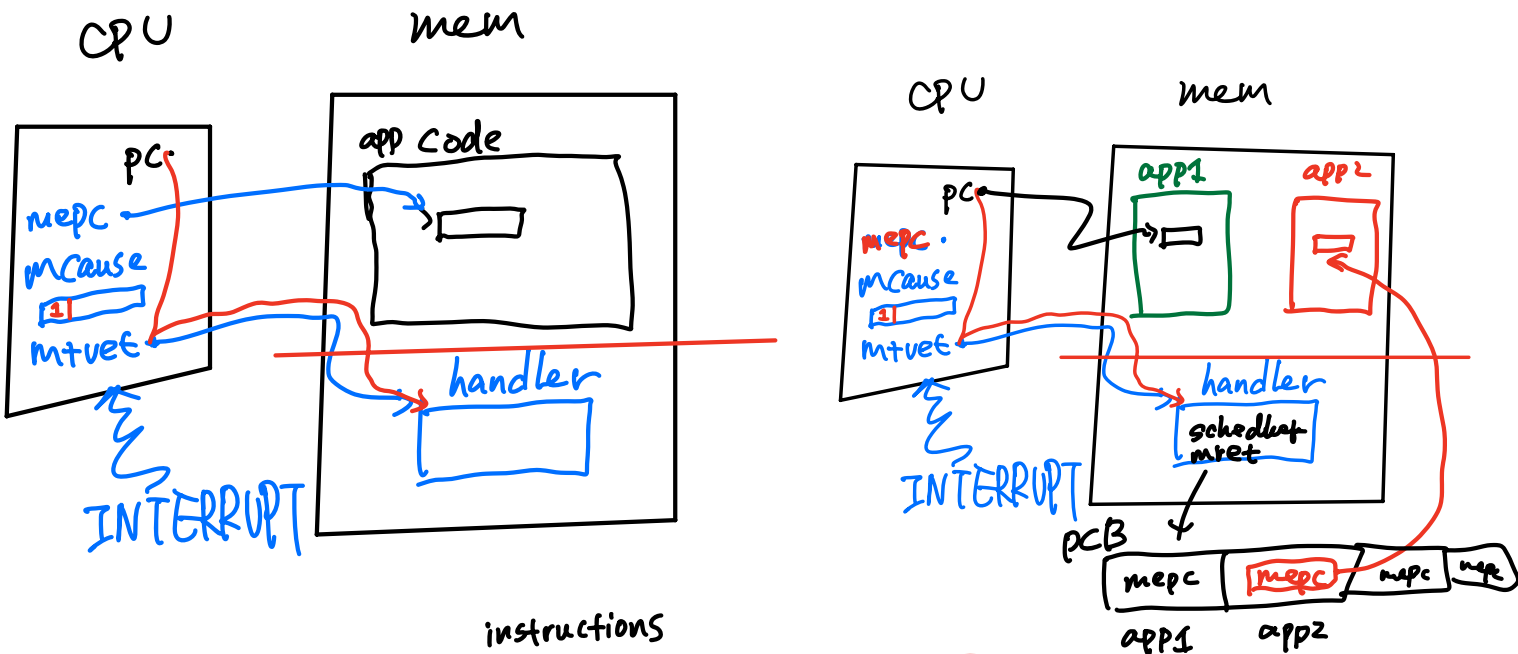 CPU
mem
app code
pc
mepc
mcause
1
mtvet
handler
INTERRUPT
instructions
CPU
mem
app1
app2
pc
mepc
mcause
1
mtvet
handler
mret
INTERRUPT
PCB
mepc
mepc
mepc
mepc
app1
app2